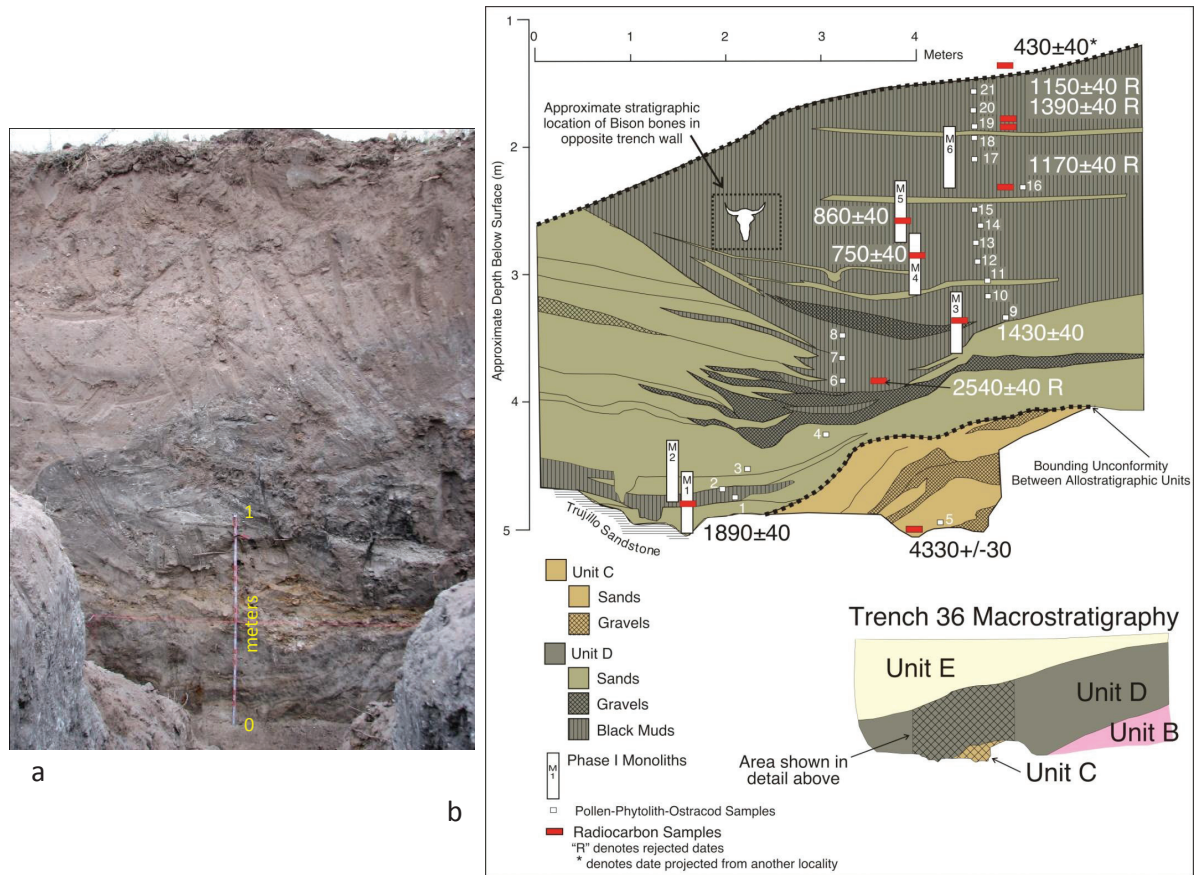 1
meters
0
a
b
1
2
3
4
5
Approximate Depth Below Surface (m)
0
1
2
3
4
Meters
430±40*
1150±40 R
1390±40 R
1170±40 R
Approximate stratigraphic
location of Bison bones in
opposite trench wall
860±40
750±40
1430±40
2540±40 R
1890±40
4330+/-30
21
20
19
18
17
16
15
14
13
12
11
10
9
8
7
6
4
3
2
1
5
M
6
M
5
M
4
M
3
M
2
M
1
Trujillo Sandstone
Bounding Unconformity
Between Allostratigraphic Units
Unit C
Sands
Gravels
Unit D
Sands
Gravels
Black Muds
M
1
Phase I Monoliths
Pollen-Phytolith-Ostracod Samples
Radiocarbon Samples
“R” denotes rejected dates
* denotes date projected from another locality
Trench 36 Macrostratigraphy
Unit E
Unit D
Unit B
Unit C
Area shown in
detail above